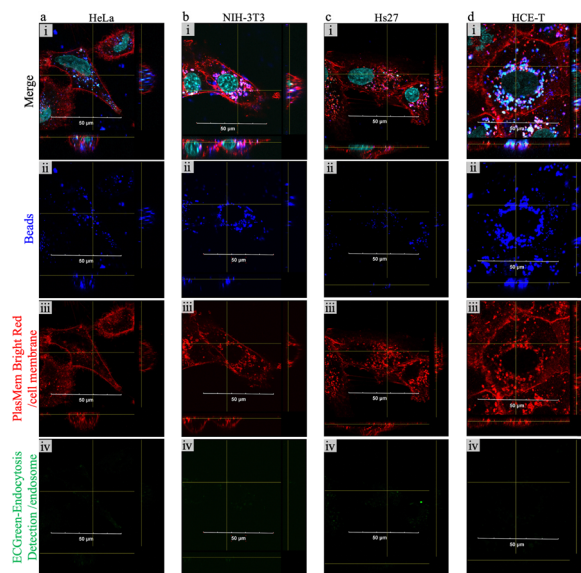 a HeLa b NIH-3T3 c Hs27 d HCE-T
Merge
i i i i
50 μm 50 μm 50 μm 50 μm
Beads
ii ii ii ii
50 μm 50 μm 50 μm 50 μm
PlasMem Bright Red
/cell membrane
iii iii iii iii
50 μm 50 μm 50 μm 50 μm
ECGreen-Endocytosis
Detection /endosome
iv iv iv iv
50 μm 50 μm 50 μm 50 μm